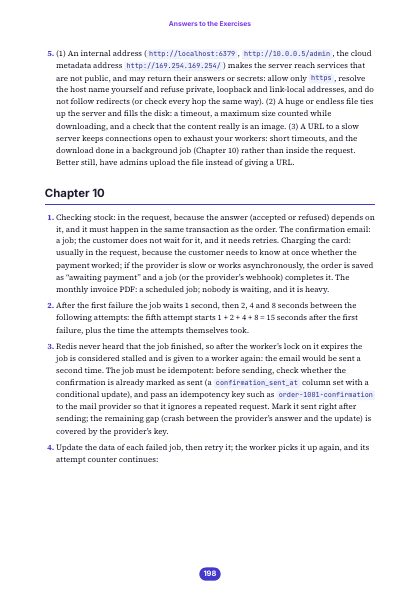 Answers to the Exercises
5. (1) An internal address ( http://localhost:6379 , http://10.0.0.5/admin , the cloud
metadata address http://169.254.169.254/ ) makes the server reach services that
are not public, and may return their answers or secrets: allow only https , resolve
the host name yourself and refuse private, loopback and link-local addresses, and do
not follow redirects (or check every hop the same way). (2) A huge or endless file ties
up the server and fills the disk: a timeout, a maximum size counted while
downloading, and a check that the content really is an image. (3) A URL to a slow
server keeps connections open to exhaust your workers: short timeouts, and the
download done in a background job (Chapter 10) rather than inside the request.
Better still, have admins upload the file instead of giving a URL.
Chapter 10
1. Checking stock: in the request, because the answer (accepted or refused) depends on
it, and it must happen in the same transaction as the order. The confirmation email:
a job; the customer does not wait for it, and it needs retries. Charging the card:
usually in the request, because the customer needs to know at once whether the
payment worked; if the provider is slow or works asynchronously, the order is saved
as “awaiting payment” and a job (or the provider’s webhook) completes it. The
monthly invoice PDF: a scheduled job; nobody is waiting, and it is heavy.
2. After the first failure the job waits 1 second, then 2, 4 and 8 seconds between the
following attempts: the fifth attempt starts 1 + 2 + 4 + 8 = 15 seconds after the first
failure, plus the time the attempts themselves took.
3. Redis never heard that the job finished, so after the worker’s lock on it expires the
job is considered stalled and is given to a worker again: the email would be sent a
second time. The job must be idempotent: before sending, check whether the
confirmation is already marked as sent (a confirmation_sent_at column set with a
conditional update), and pass an idempotency key such as order-1081-confirmation
to the mail provider so that it ignores a repeated request. Mark it sent right after
sending; the remaining gap (crash between the provider’s answer and the update) is
covered by the provider’s key.
4. Update the data of each failed job, then retry it; the worker picks it up again, and its
attempt counter continues:
198